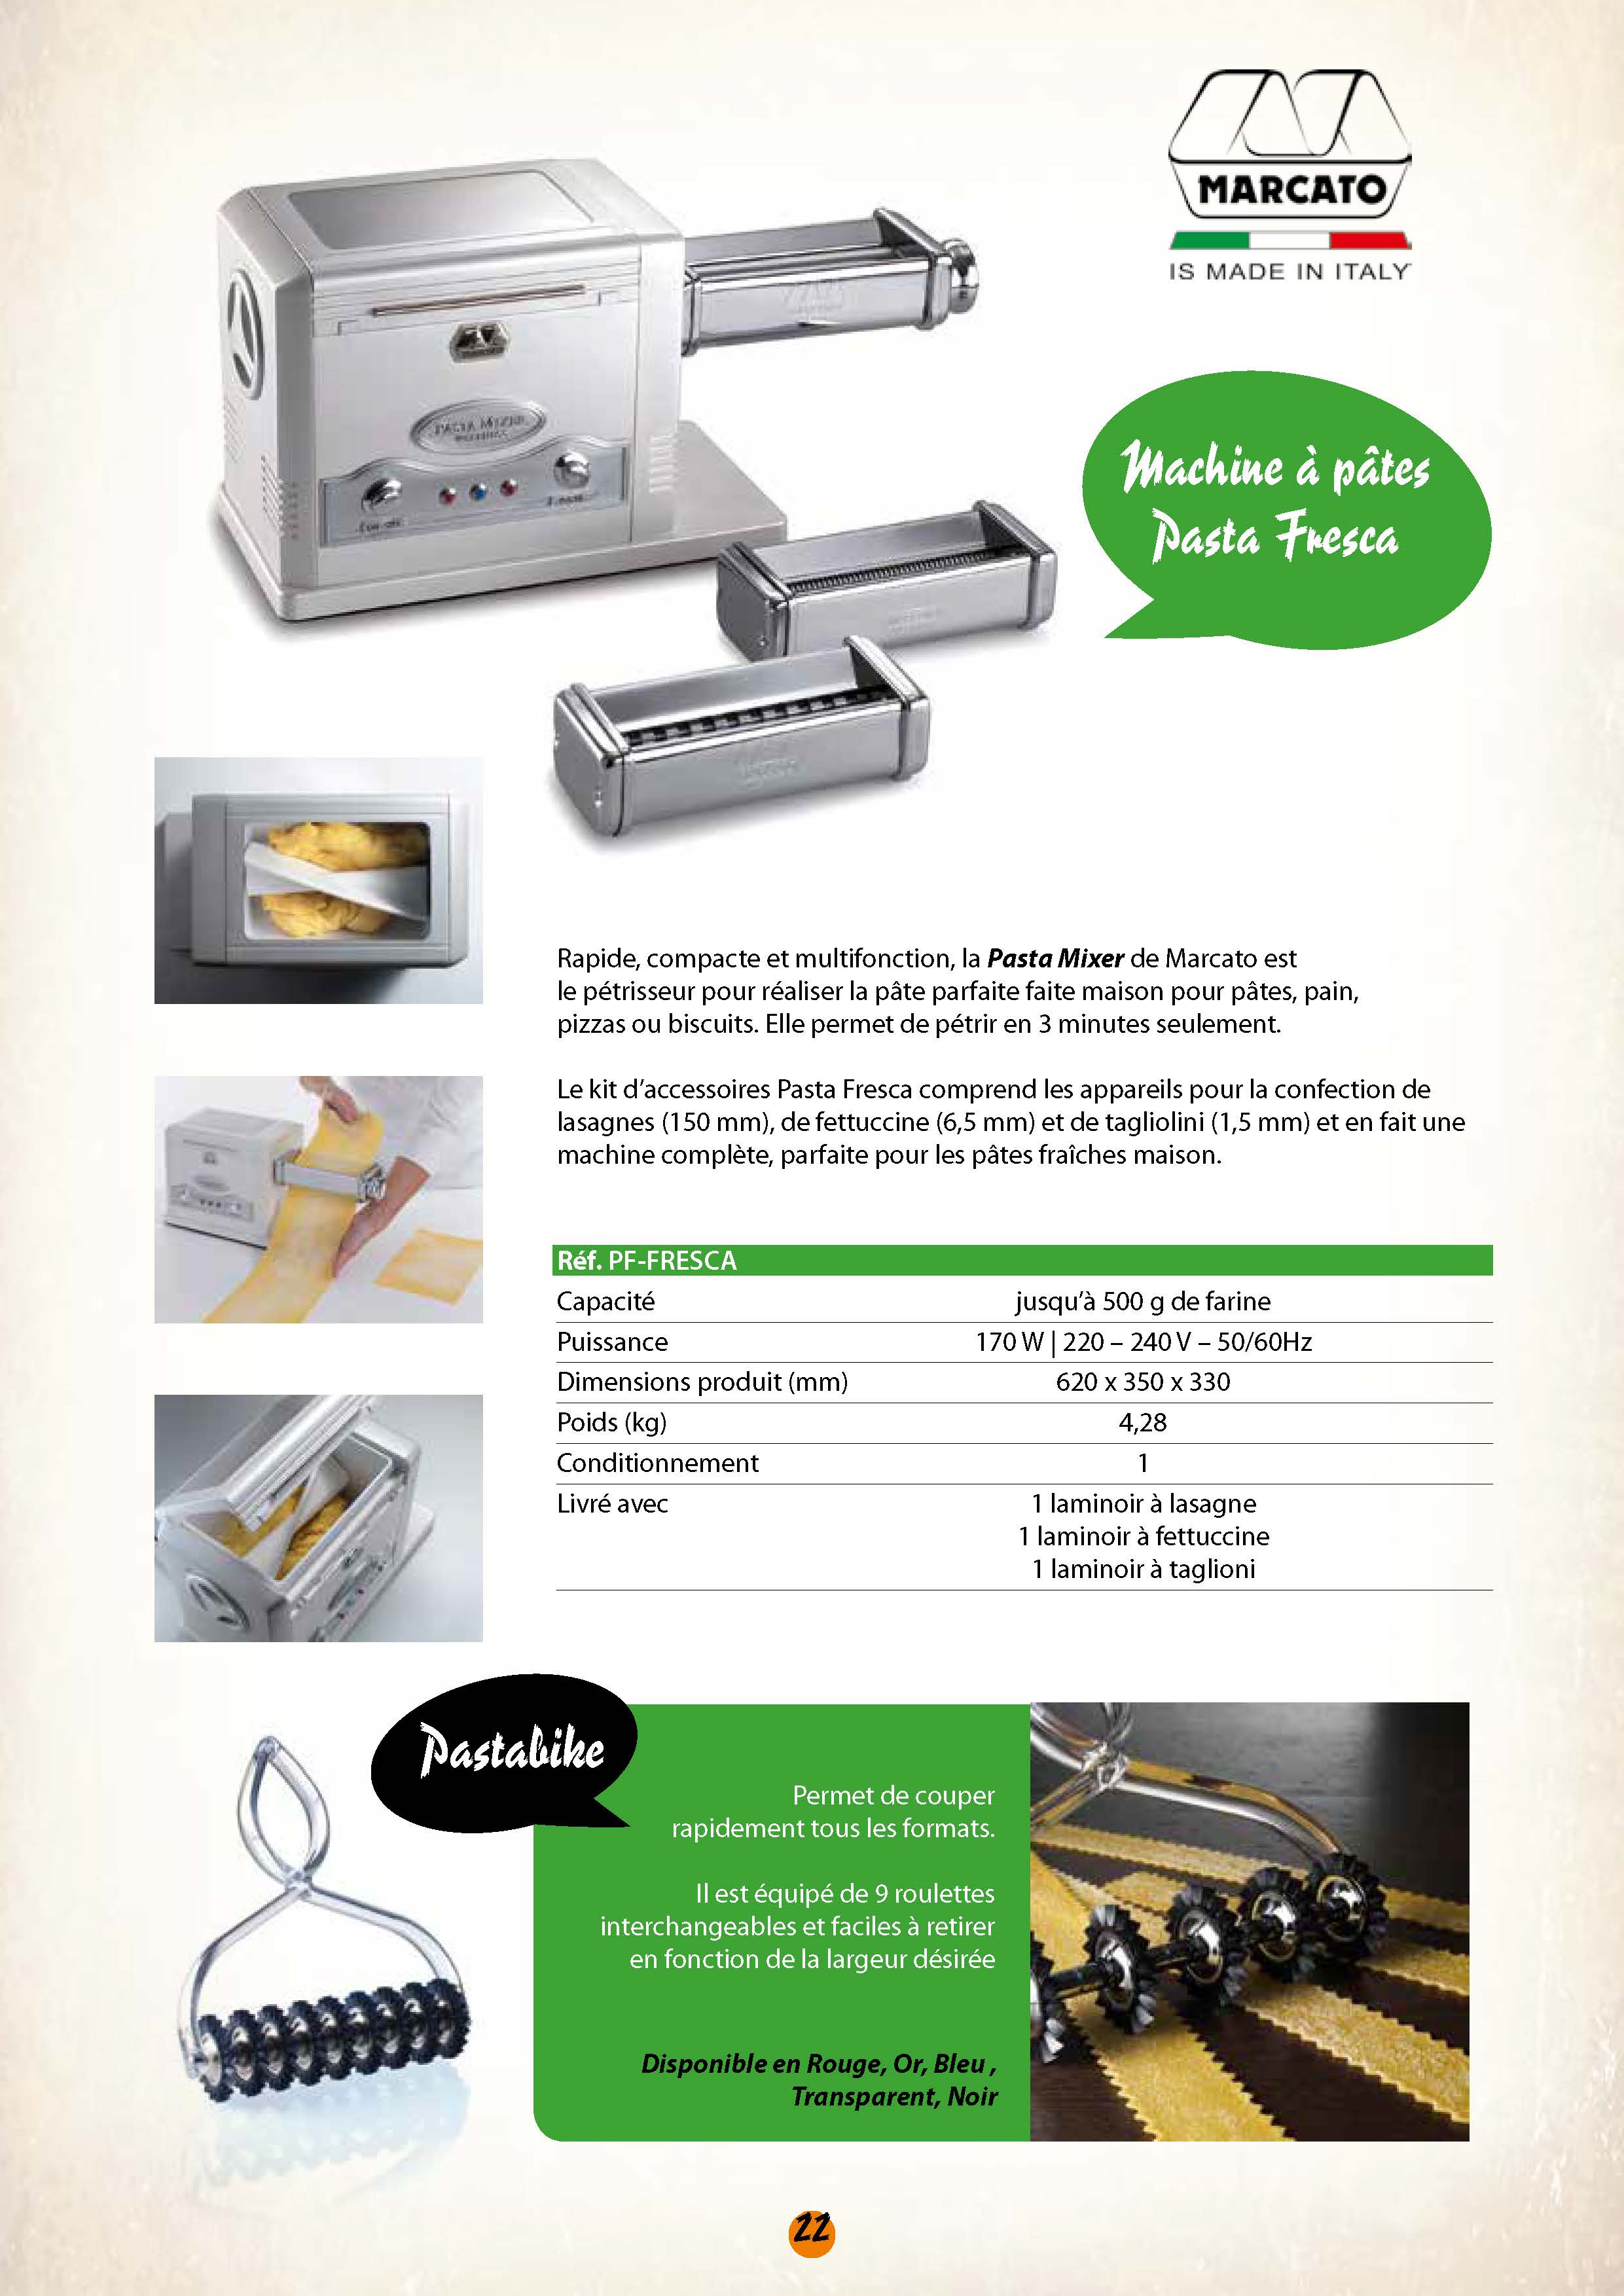 MARCATO
IS MADE IN ITALY
MARCATO
PASTA MIXER
Machine à pâtes
Pasta Fresca
Rapide, compacte et multifonction, la Pasta Mixer de Marcato est
le pétrisseur pour réaliser la pâte parfaite faite maison pour pâtes, pain,
pizzas ou biscuits. Elle permet de pétrir en 3 minutes seulement.
Le kit d’accessoires Pasta Fresca comprend les appareils pour la confection de
lasagnes (150 mm), de fettuccine (6,5 mm) et de tagliolini (1,5 mm) et en fait une
machine complète, parfaite pour les pâtes fraîches maison.
Réf. PF-FRESCA
Capacité jusqu’à 500 g de farine
Puissance 170 W | 220 – 240 V – 50/60Hz
Dimensions produit (mm) 620 x 350 x 330
Poids (kg) 4,28
Conditionnement 1
Livré avec 1 laminoir à lasagne
1 laminoir à fettuccine
1 laminoir à taglioni
Pastabike
Permet de couper
rapidement tous les formats.
Il est équipé de 9 roulettes
interchangeables et faciles à retirer
en fonction de la largeur désirée
Disponible en Rouge, Or, Bleu ,
Transparent, Noir
22